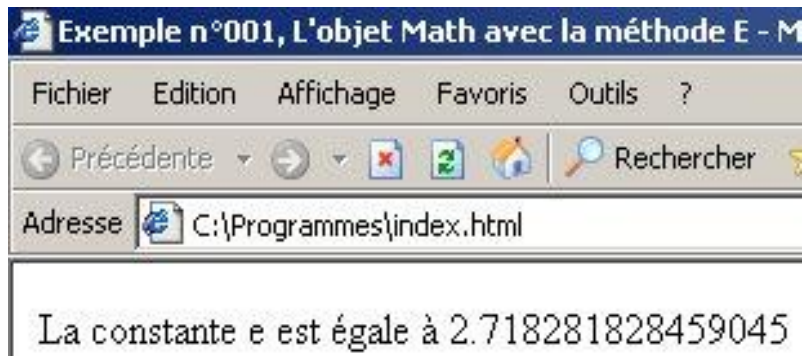 Exemple n°001, L'objet Math avec la méthode E - M
Fichier Edition Affichage Favoris Outils ?
Précédente Rechercher
Adresse C:\Programmes\index.html
La constante e est égale à 2.718281828459045